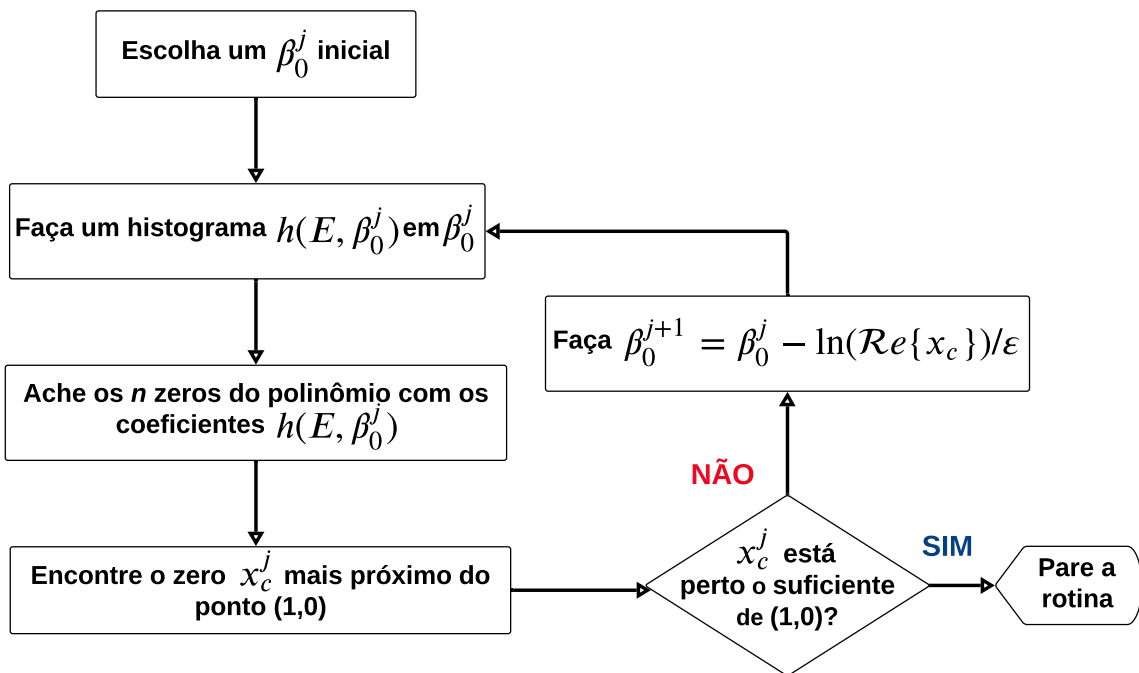 Escolha um β₀ʲ inicial
Faça um histograma h(E, β₀ʲ) em β₀ʲ
Ache os n zeros do polinômio com os
coeficientes h(E, β₀ʲ)
Encontre o zero x_cʲ mais próximo do
ponto (1,0)
x_cʲ está
perto o suficiente
de (1,0)?
NÃO
Faça β₀ʲ⁺¹ = β₀ʲ − ln(ℛe{x_c})/ε
SIM
Pare a
rotina